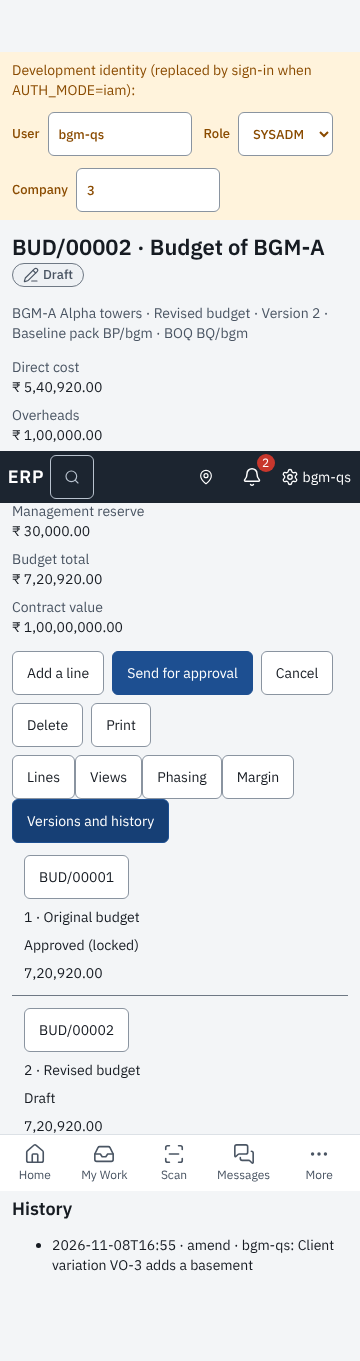 Development identity (replaced by sign-in when
AUTH_MODE=iam):
User bgm-qs Role SYSADM
Company 3
BUD/00002 · Budget of BGM-A
Draft
BGM-A Alpha towers · Revised budget · Version 2 ·
Baseline pack BP/bgm · BOQ BQ/bgm
Direct cost
₹ 5,40,920.00
Overheads
₹ 1,00,000.00
ERP 2 bgm-qs
Management reserve
₹ 30,000.00
Budget total
₹ 7,20,920.00
Contract value
₹ 1,00,00,000.00
Add a line Send for approval Cancel
Delete Print
Lines Views Phasing Margin
Versions and history
BUD/00001
1 · Original budget
Approved (locked)
7,20,920.00
BUD/00002
2 · Revised budget
Draft
7,20,920.00
Home My Work Scan Messages More
History
• 2026-11-08T16:55 · amend · bgm-qs: Client
variation VO-3 adds a basement